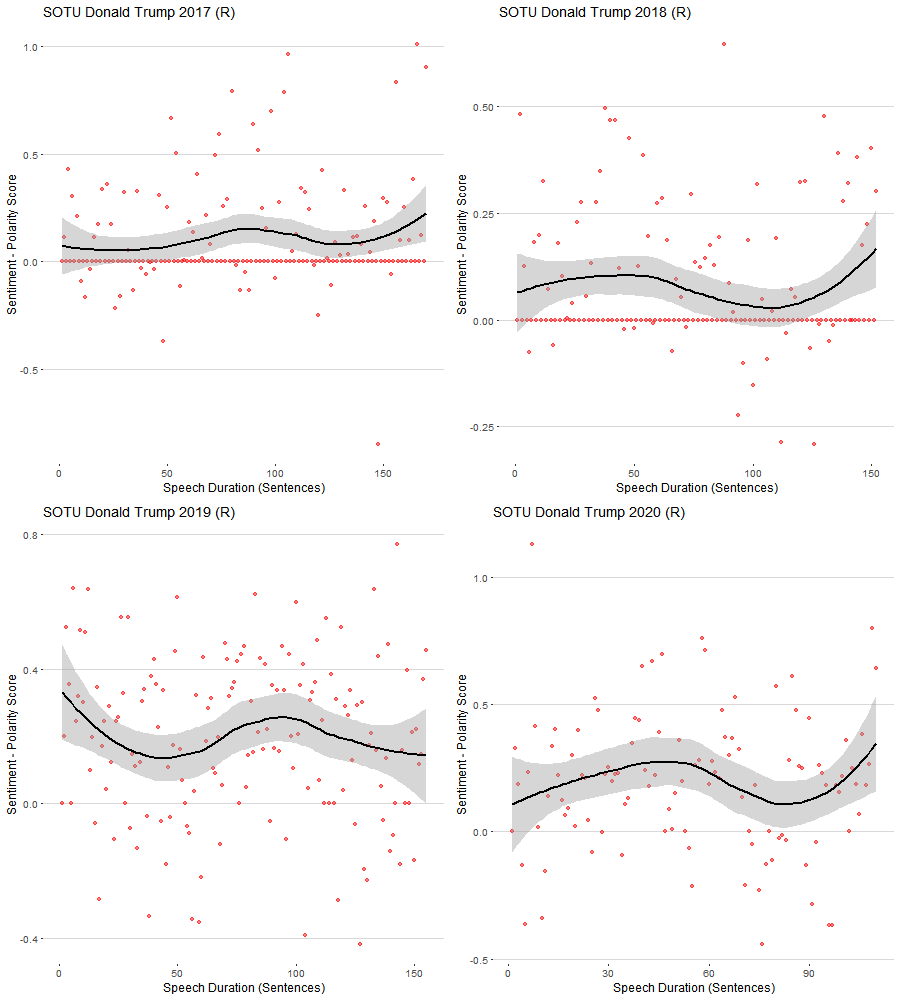 SOTU Donald Trump 2017 (R)
Sentiment - Polarity Score
1.0
0.5
0.0
-0.5
0 50 100 150
Speech Duration (Sentences)
SOTU Donald Trump 2018 (R)
Sentiment - Polarity Score
0.50
0.25
0.00
-0.25
0 50 100 150
Speech Duration (Sentences)
SOTU Donald Trump 2019 (R)
Sentiment - Polarity Score
0.8
0.4
0.0
-0.4
0 50 100 150
Speech Duration (Sentences)
SOTU Donald Trump 2020 (R)
Sentiment - Polarity Score
1.0
0.5
0.0
-0.5
0 30 60 90
Speech Duration (Sentences)